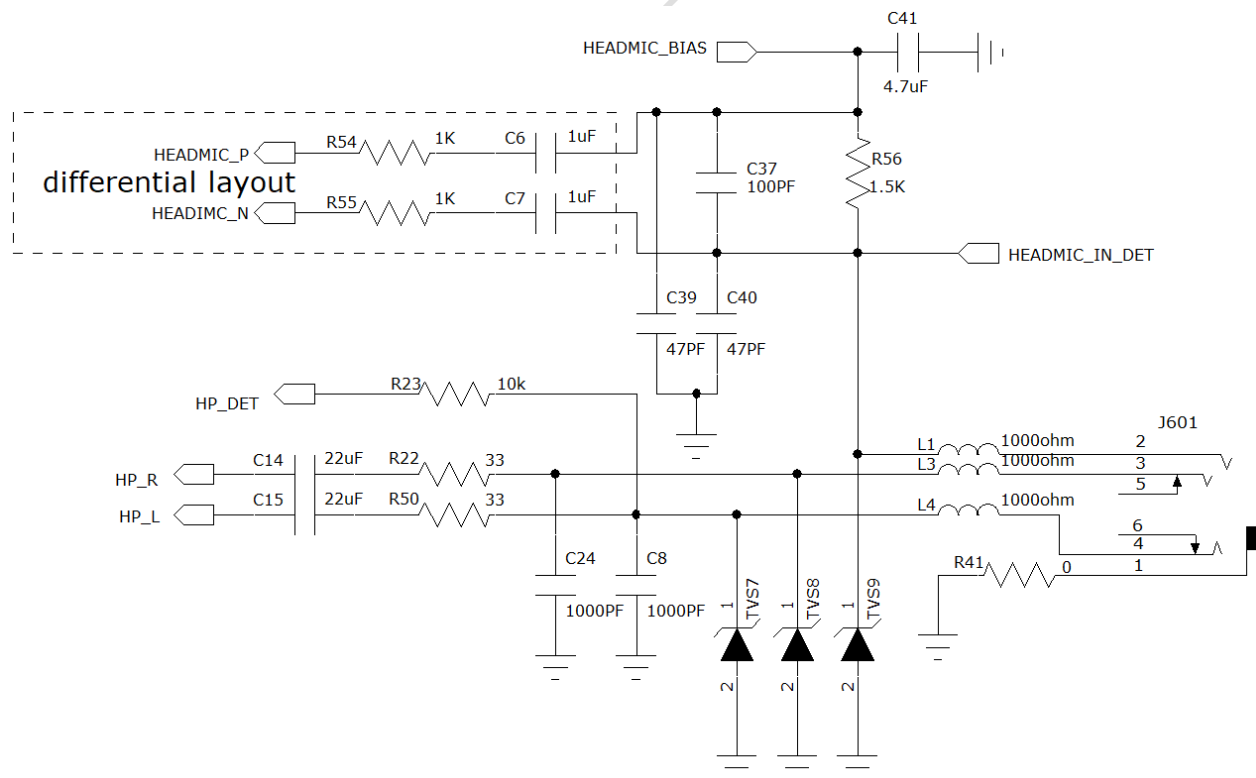 C41
HEADMIC_BIAS
4.7uF
R54 1K C6 1uF
HEADMIC_P
R56
C37
1.5K
100PF
differential layout
R55 1K C7 1uF
HEADIMC_N
HEADMIC_IN_DET
C39 C40
47PF 47PF
R23 10k
HP_DET
J601
L1 1000ohm 2
C14 22uF R22 33
L3 1000ohm 3
HP_R
5
C15 22uF R50 33
L4 1000ohm
HP_L
6
4
C24 C8
R41 0 1
1000PF 1000PF
1 TVS7 1 TVS8 1 TVS9
2 2 2